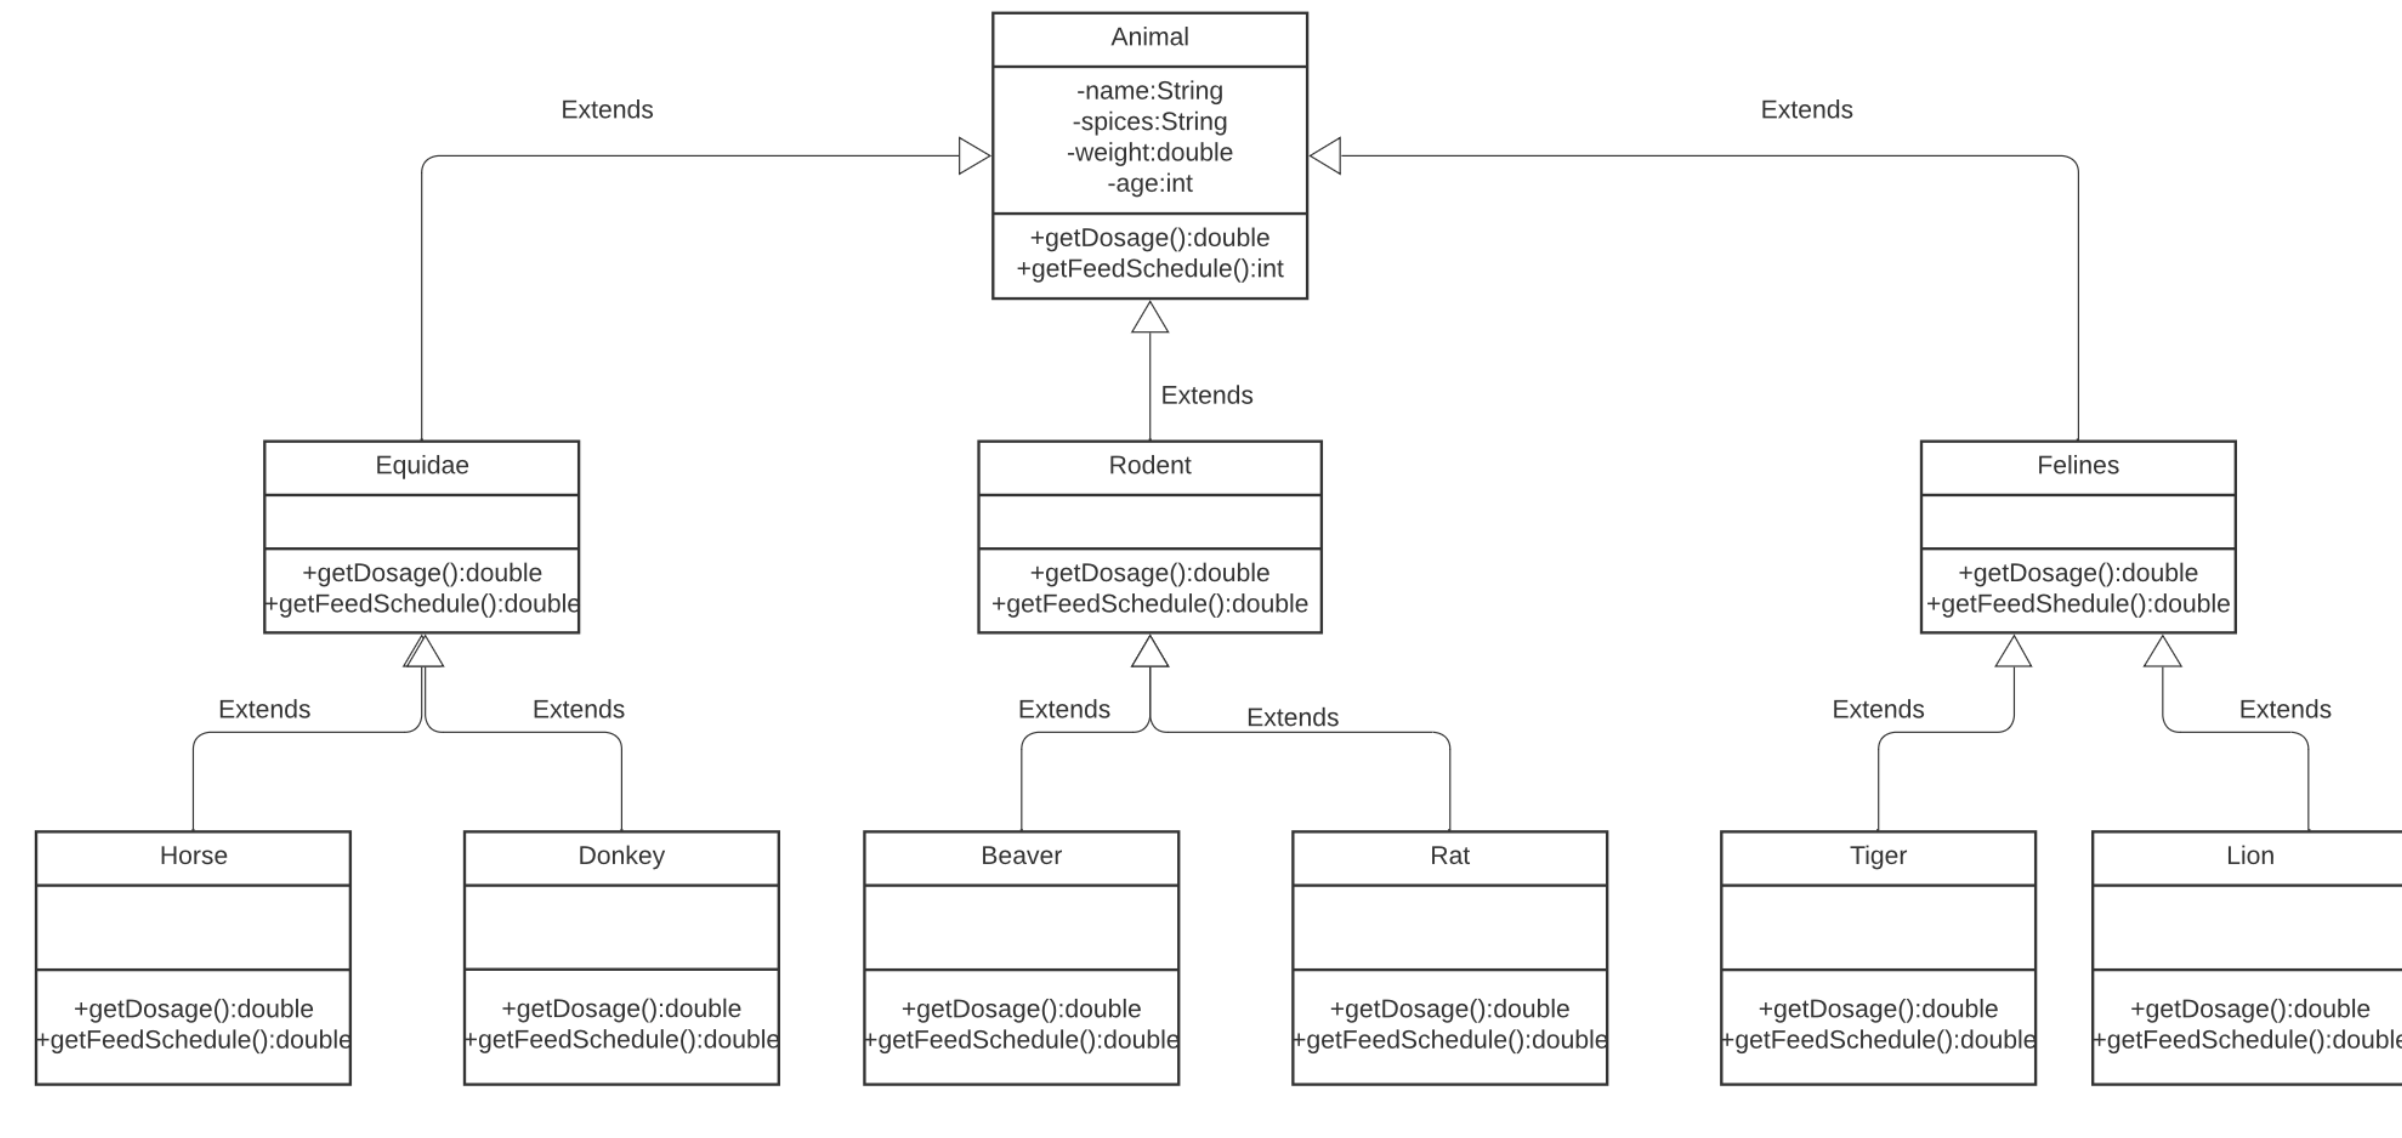 Animal
-name:String
-spices:String
-weight:double
-age:int
+getDosage():double
+getFeedSchedule():int
Extends
Extends
Extends
Equidae
+getDosage():double
+getFeedSchedule():double
Rodent
+getDosage():double
+getFeedSchedule():double
Felines
+getDosage():double
+getFeedShedule():double
Extends
Extends
Extends
Extends
Extends
Extends
Horse
+getDosage():double
+getFeedSchedule():double
Donkey
+getDosage():double
+getFeedSchedule():double
Beaver
+getDosage():double
+getFeedSchedule():double
Rat
+getDosage():double
+getFeedSchedule():double
Tiger
+getDosage():double
+getFeedSchedule():double
Lion
+getDosage():double
+getFeedSchedule():double